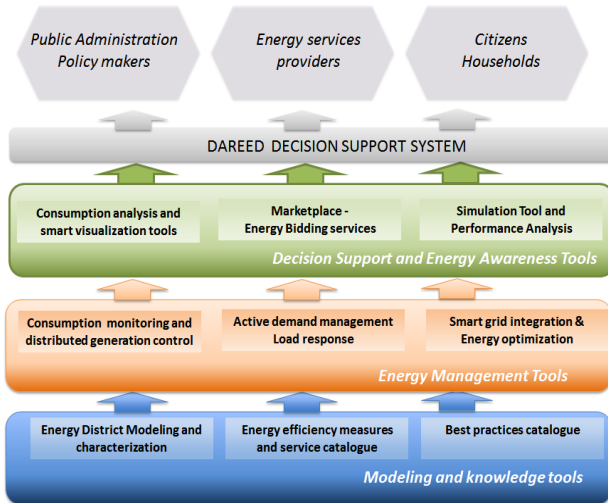 Public Administration
Policy makers
Energy services
providers
Citizens
Households
DAREED DECISION SUPPORT SYSTEM
Consumption analysis and
smart visualization tools
Marketplace -
Energy Bidding services
Simulation Tool and
Performance Analysis
Decision Support and Energy Awareness Tools
Consumption monitoring and
distributed generation control
Active demand management
Load response
Smart grid integration &
Energy optimization
Energy Management Tools
Energy District Modeling and
characterization
Energy efficiency measures
and service catalogue
Best practices catalogue
Modeling and knowledge tools